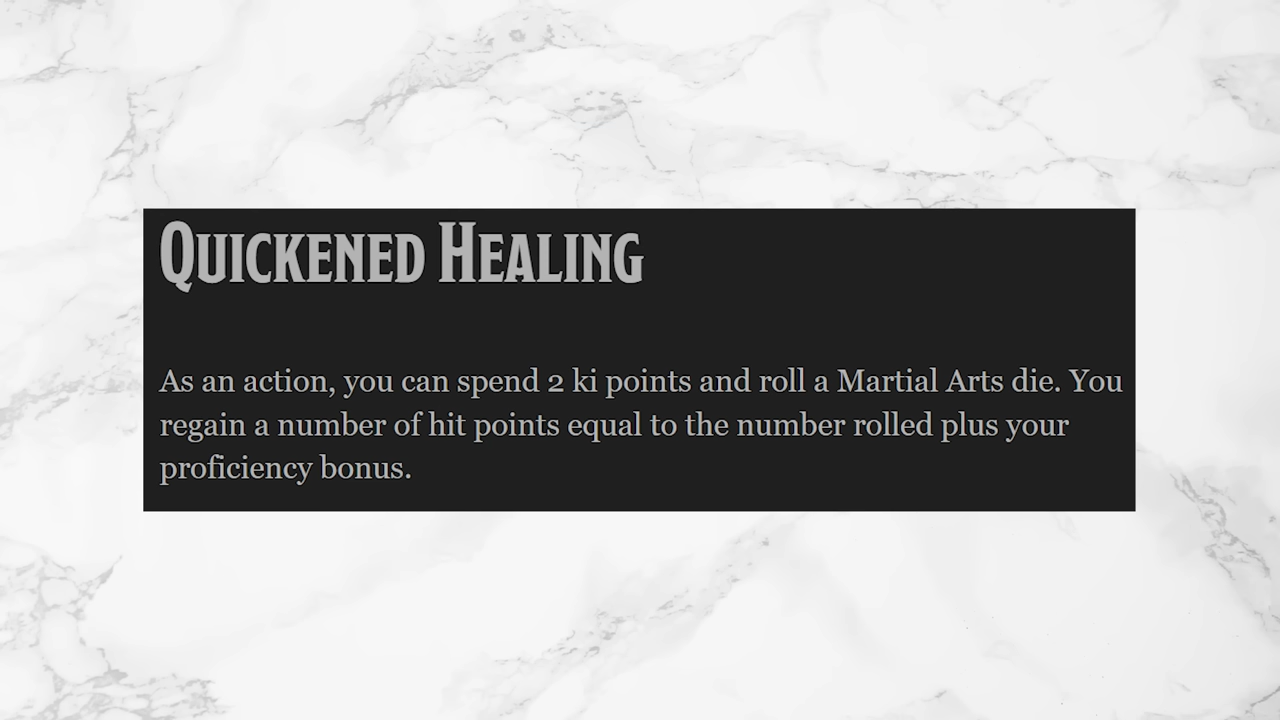 Quickened Healing
As an action, you can spend 2 ki points and roll a Martial Arts die. You
regain a number of hit points equal to the number rolled plus your
proficiency bonus.